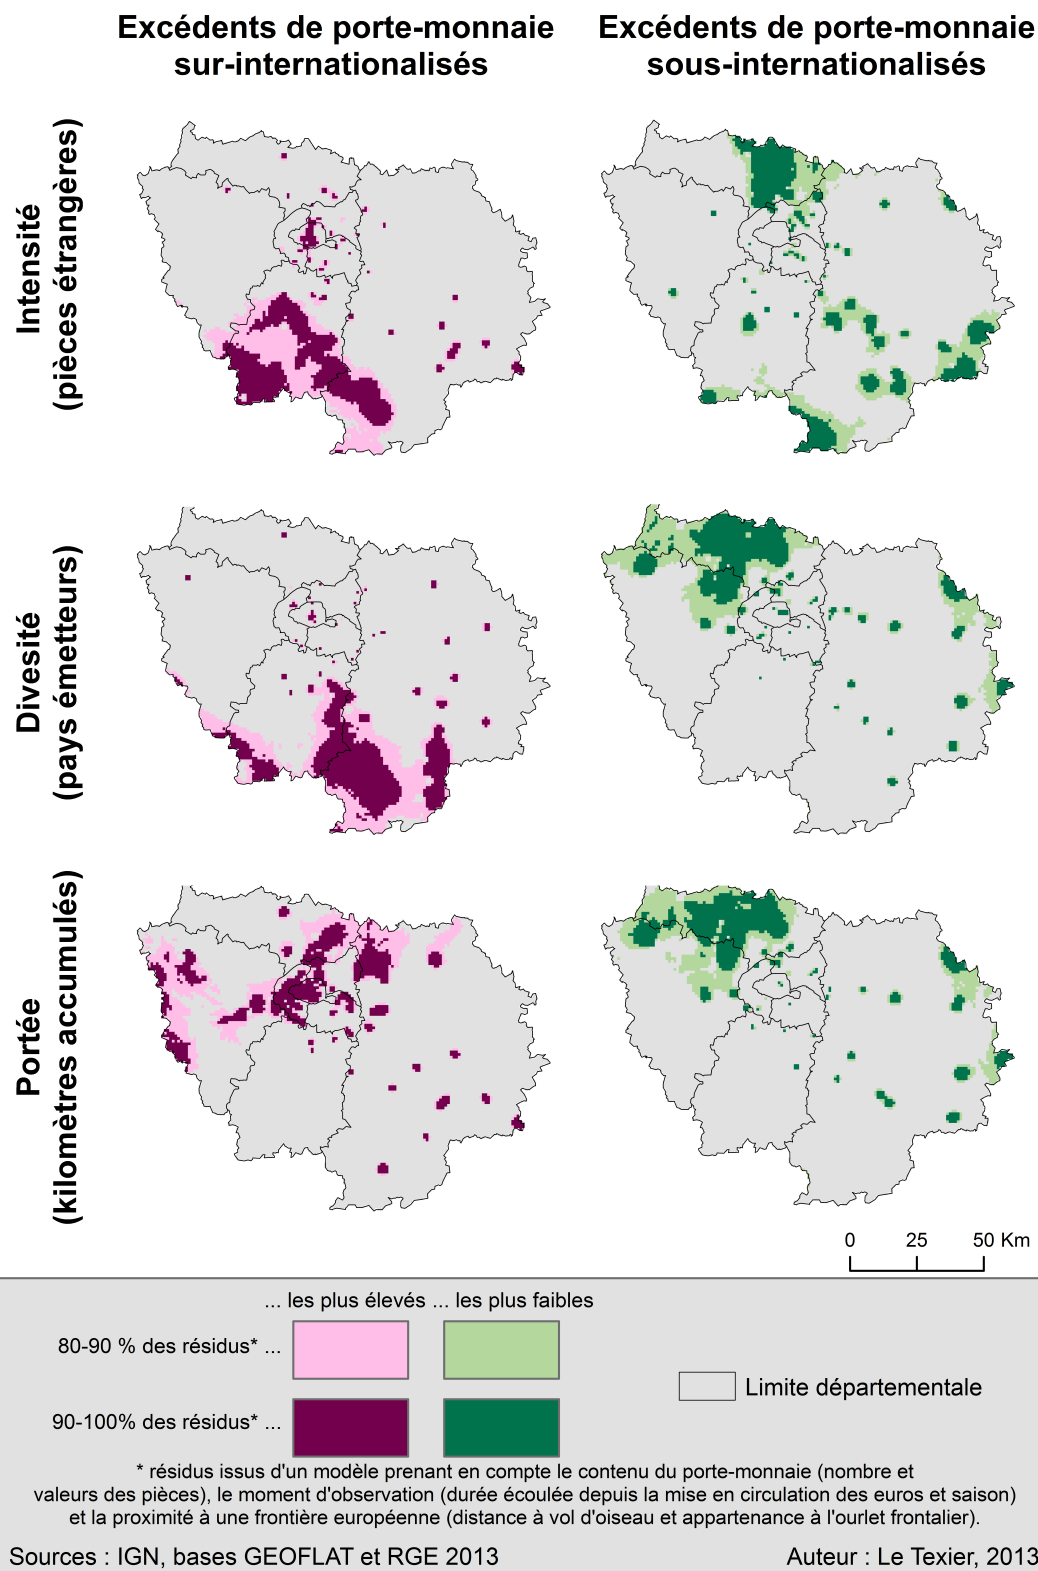 Excédents de porte-monnaie
sur-internationalisés
Excédents de porte-monnaie
sous-internationalisés
Intensité
(pièces étrangères)
Divesité
(pays émetteurs)
Portée
(kilomètres accumulés)
0 25 50 Km
... les plus élevés ... les plus faibles
80-90 % des résidus* ...
90-100% des résidus* ...
Limite départementale
* résidus issus d'un modèle prenant en compte le contenu du porte-monnaie (nombre et
valeurs des pièces), le moment d'observation (durée écoulée depuis la mise en circulation des euros et saison)
et la proximité à une frontière européenne (distance à vol d'oiseau et appartenance à l'ourlet frontalier).
Sources : IGN, bases GEOFLAT et RGE 2013
Auteur : Le Texier, 2013